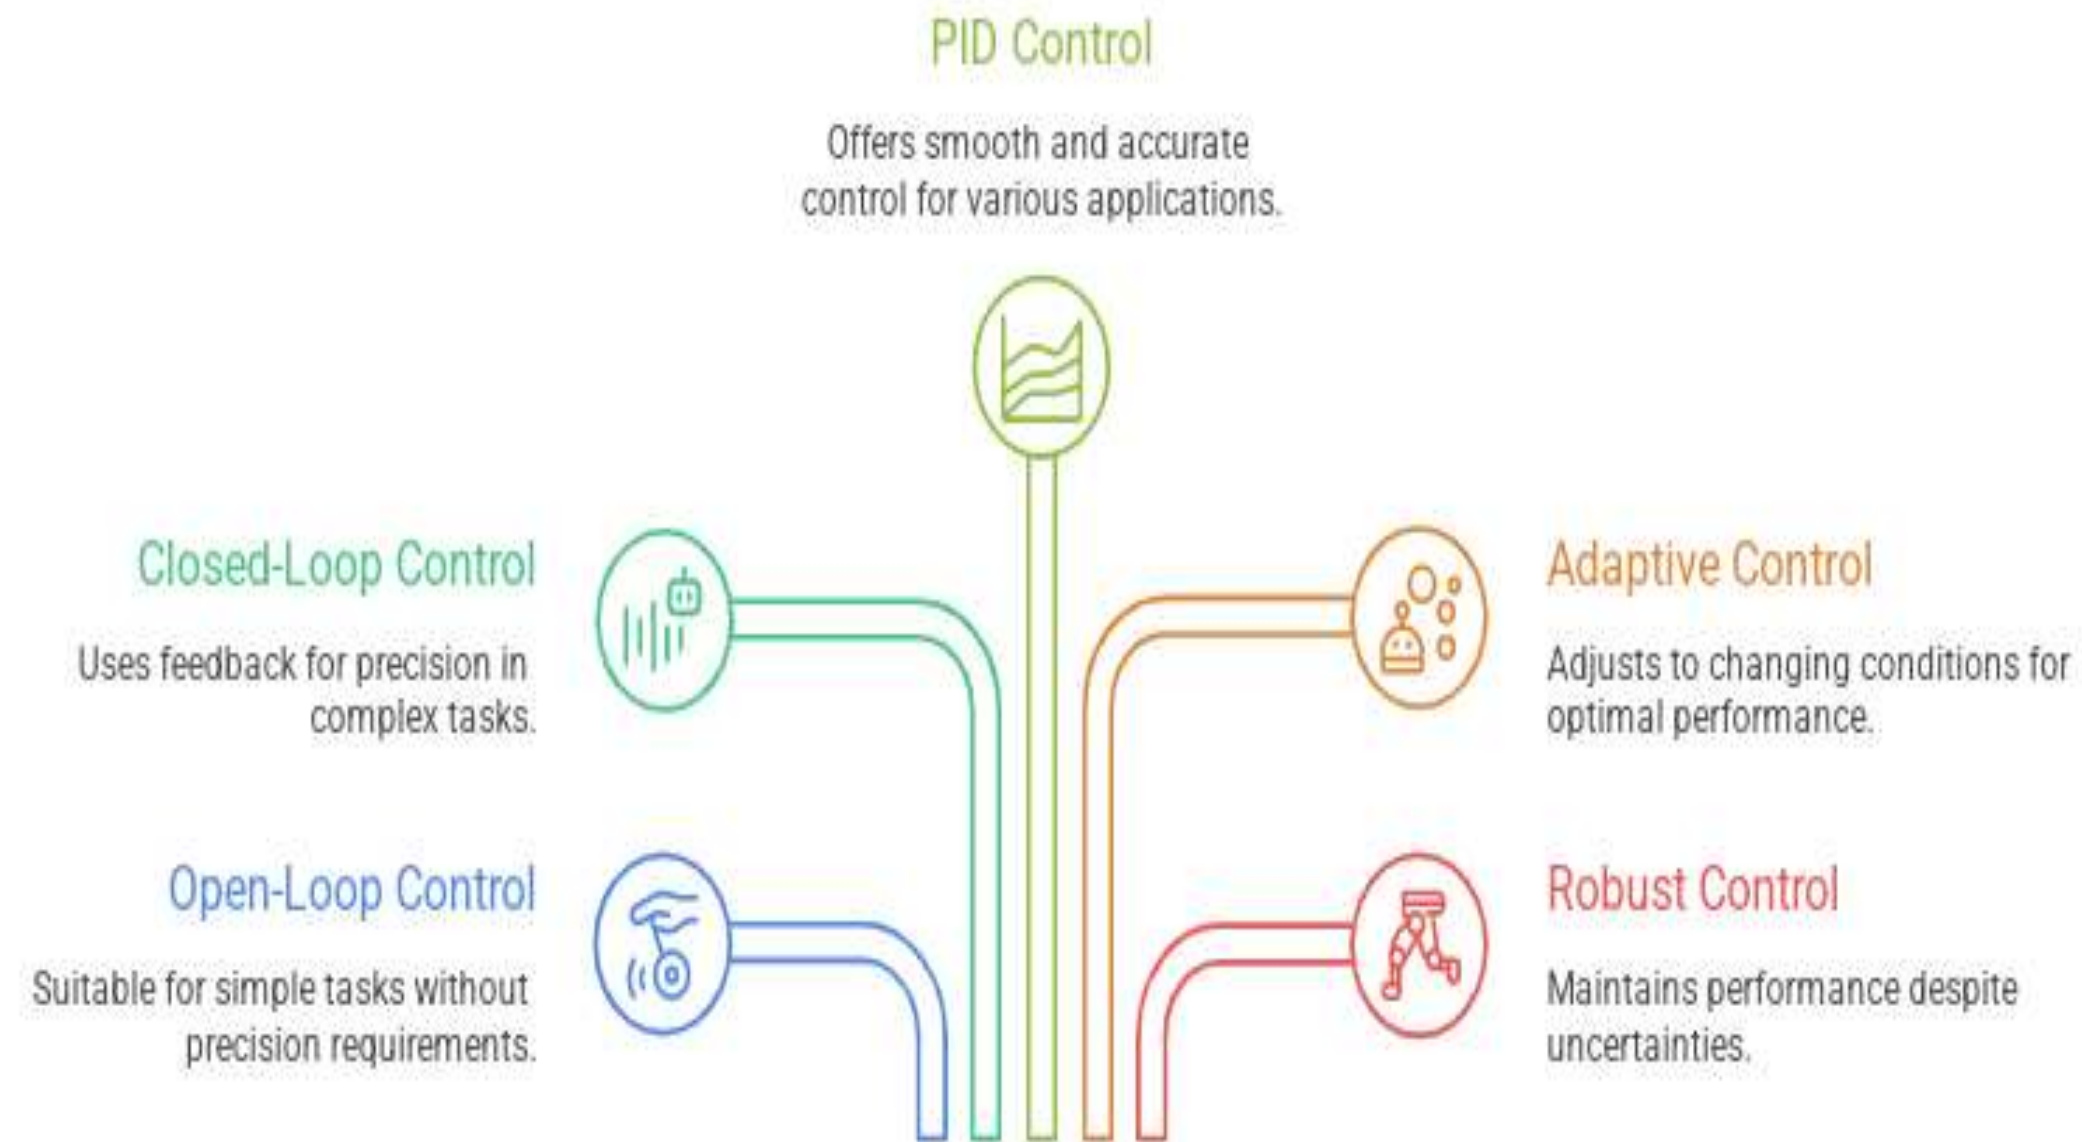 PID Control
Offers smooth and accurate
control for various applications.
Closed-Loop Control
Uses feedback for precision in
complex tasks.
Adaptive Control
Adjusts to changing conditions for
optimal performance.
Open-Loop Control
Suitable for simple tasks without
precision requirements.
Robust Control
Maintains performance despite
uncertainties.